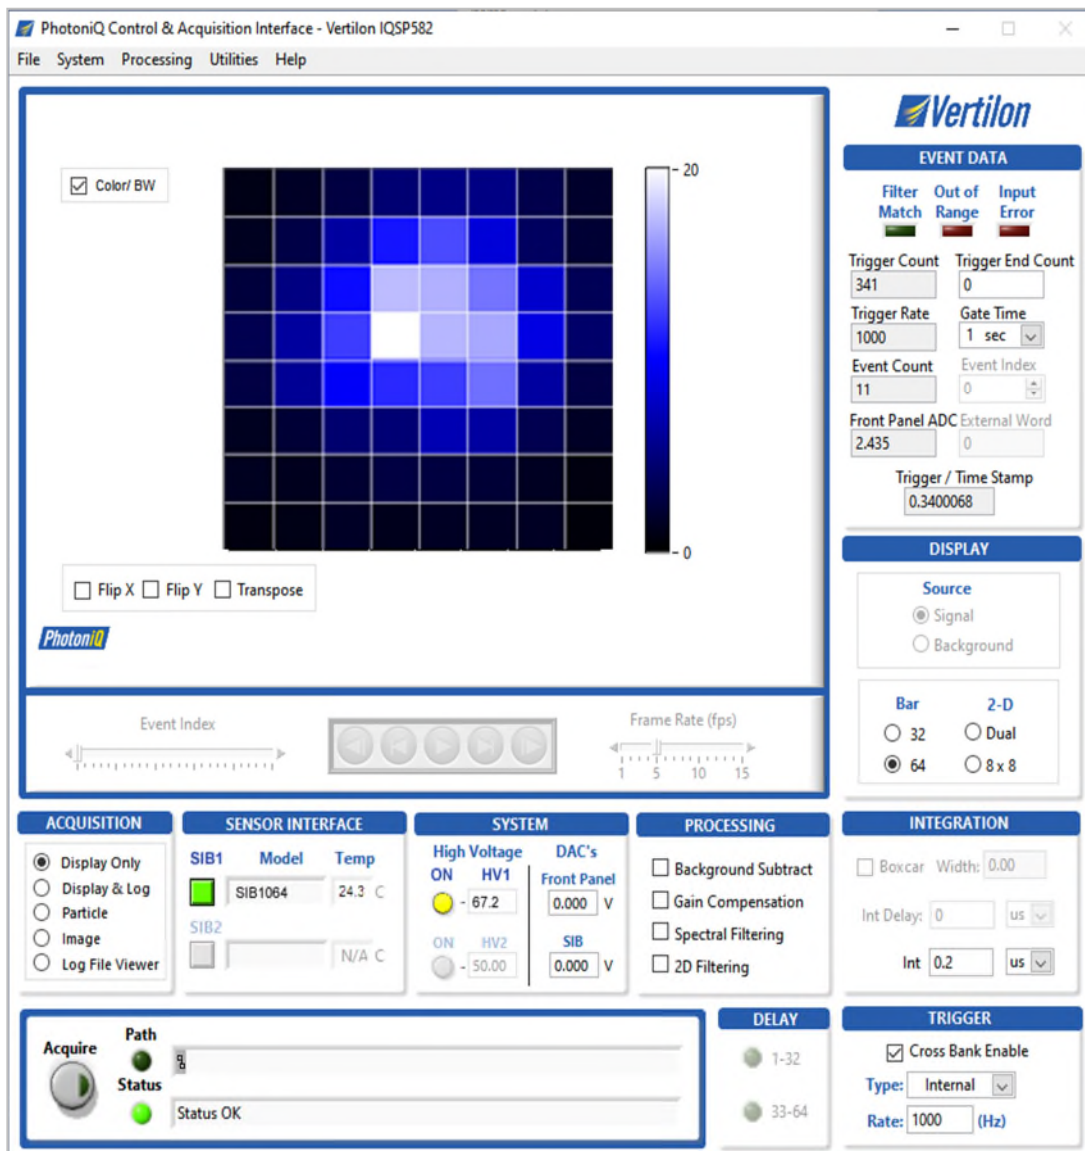 PhotoniQ Control & Acquisition Interface - Vertilon IQSP582
File System Processing Utilities Help
Color/ BW
20
0
Flip X Flip Y Transpose
PhotoniQ
Event Index
Frame Rate (fps)
1 5 10 15
Vertilon
EVENT DATA
Filter Match
Out of Range
Input Error
Trigger Count Trigger End Count
341 0
Trigger Rate Gate Time
1000 1 sec
Event Count Event Index
11 0
Front Panel ADC External Word
2.435 0
Trigger / Time Stamp
0.3400068
DISPLAY
Source
Signal
Background
Bar 2-D
32 Dual
64 8 x 8
ACQUISITION
Display Only
Display & Log
Particle
Image
Log File Viewer
SENSOR INTERFACE
SIB1 Model Temp
SIB1064 24.3 C
SIB2
N/A C
SYSTEM
High Voltage DAC's
ON HV1 Front Panel
- 67.2 0.000 V
ON HV2 SIB
- 50.00 0.000 V
PROCESSING
Background Subtract
Gain Compensation
Spectral Filtering
2D Filtering
INTEGRATION
Boxcar Width: 0.00
Int Delay: 0 us
Int 0.2 us
Acquire
Path
Status
Status OK
DELAY
1-32
33-64
TRIGGER
Cross Bank Enable
Type: Internal
Rate: 1000 (Hz)